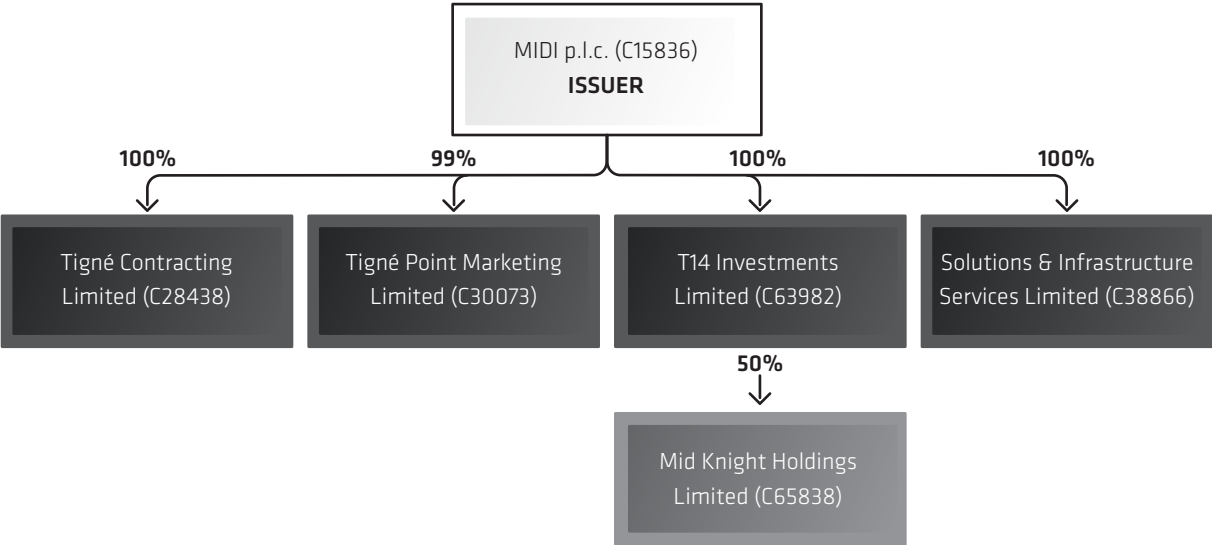 MIDI p.l.c. (C15836)
ISSUER
100%
99%
100%
100%
Tigné Contracting
Limited (C28438)
Tigné Point Marketing
Limited (C30073)
T14 Investments
Limited (C63982)
Solutions & Infrastructure
Services Limited (C38866)
50%
Mid Knight Holdings
Limited (C65838)